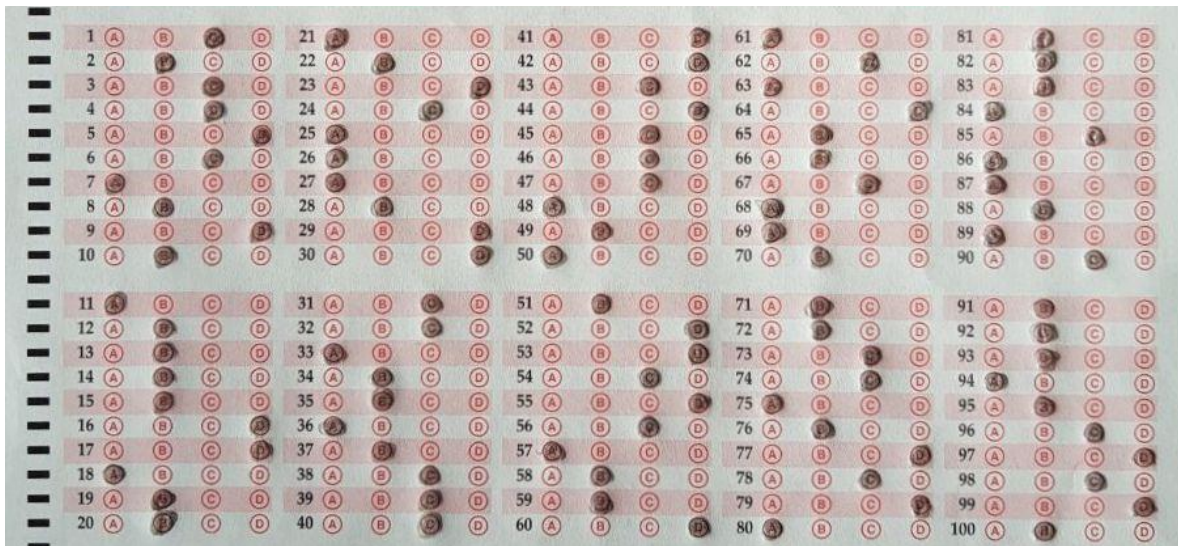 1 A B C D 21 A B C D 41 A B C D 61 A B C D 81 A B C D
2 A B C D 22 A B C D 42 A B C D 62 A B C D 82 A B C D
3 A B C D 23 A B C D 43 A B C D 63 A B C D 83 A B C D
4 A B C D 24 A B C D 44 A B C D 64 A B C D 84 A B C D
5 A B C D 25 A B C D 45 A B C D 65 A B C D 85 A B C D
6 A B C D 26 A B C D 46 A B C D 66 A B C D 86 A B C D
7 A B C D 27 A B C D 47 A B C D 67 A B C D 87 A B C D
8 A B C D 28 A B C D 48 A B C D 68 A B C D 88 A B C D
9 A B C D 29 A B C D 49 A B C D 69 A B C D 89 A B C D
10 A B C D 30 A B C D 50 A B C D 70 A B C D 90 A B C D
11 A B C D 31 A B C D 51 A B C D 71 A B C D 91 A B C D
12 A B C D 32 A B C D 52 A B C D 72 A B C D 92 A B C D
13 A B C D 33 A B C D 53 A B C D 73 A B C D 93 A B C D
14 A B C D 34 A B C D 54 A B C D 74 A B C D 94 A B C D
15 A B C D 35 A B C D 55 A B C D 75 A B C D 95 A B C D
16 A B C D 36 A B C D 56 A B C D 76 A B C D 96 A B C D
17 A B C D 37 A B C D 57 A B C D 77 A B C D 97 A B C D
18 A B C D 38 A B C D 58 A B C D 78 A B C D 98 A B C D
19 A B C D 39 A B C D 59 A B C D 79 A B C D 99 A B C D
20 A B C D 40 A B C D 60 A B C D 80 A B C D 100 A B C D